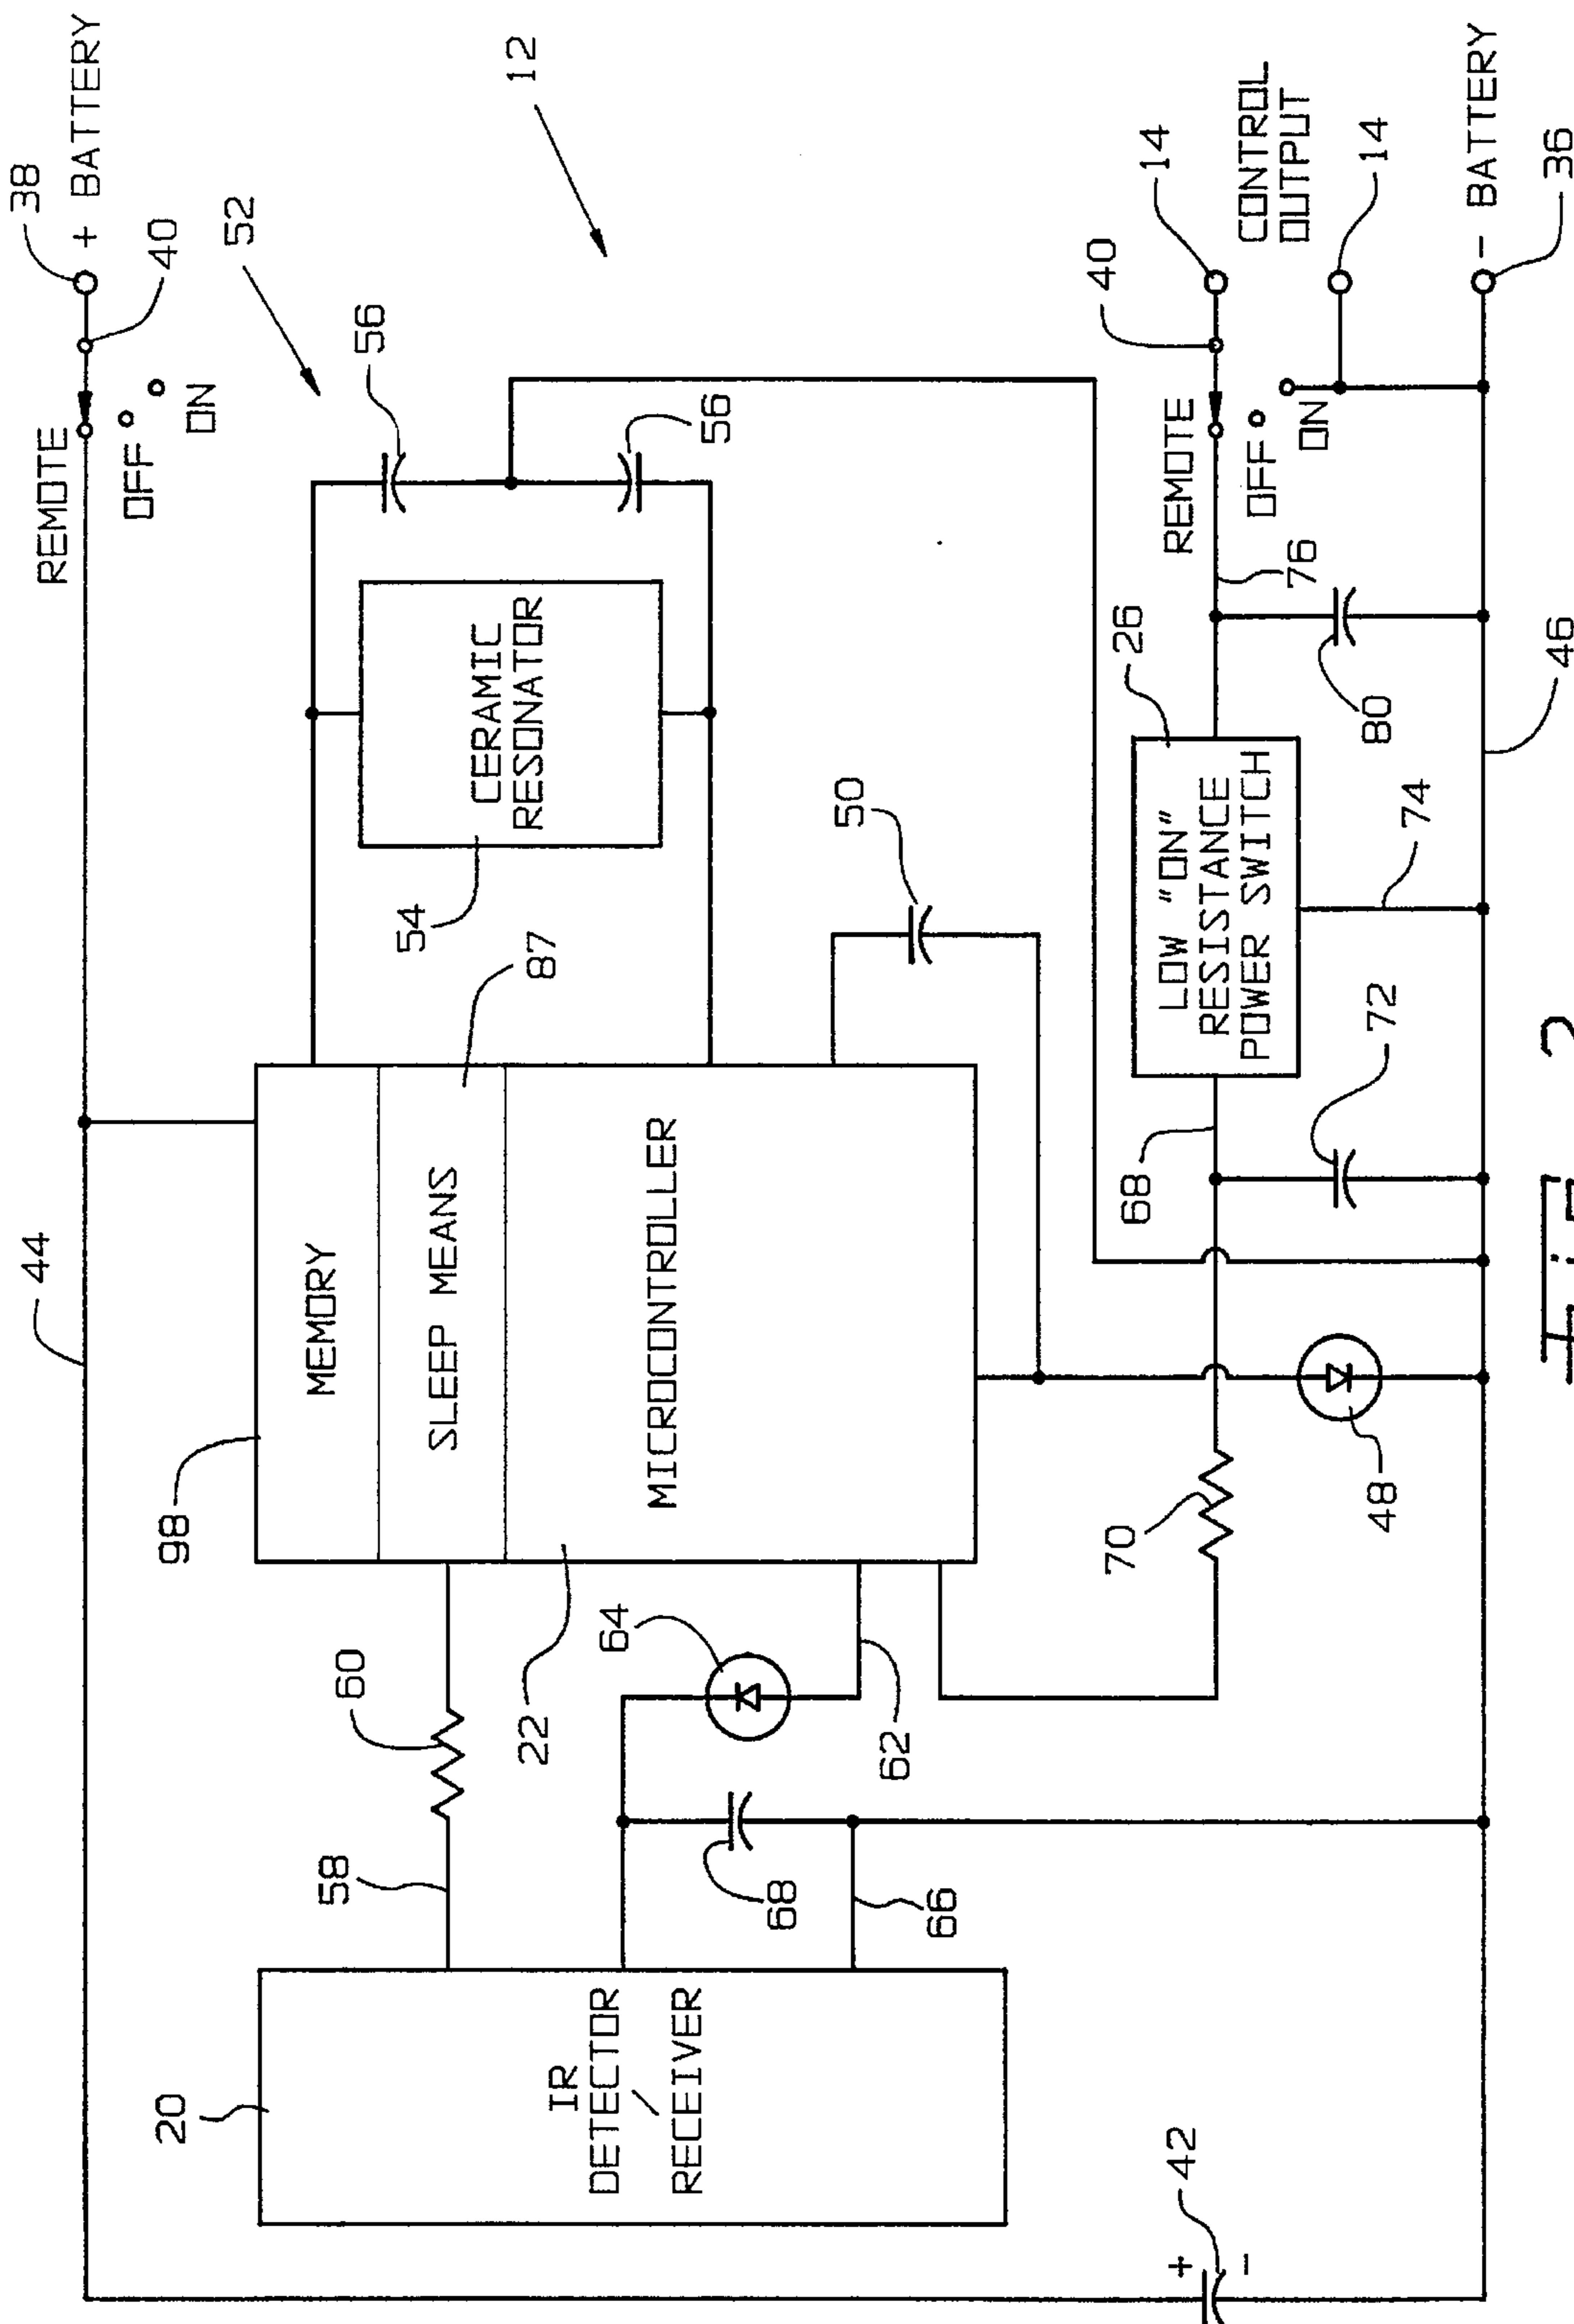 38
+ BATTERY
40
REMOTE
OFF
ON
44
52
12
56
56
CERAMIC
RESONATOR
54
98
MEMORY
SLEEP MEANS
87
MICROCONTROLLER
22
50
60
58
64
62
68
66
20
IR
DETECTOR
/
RECEIVER
42
+
-
70
48
68
72
LOW "ON"
RESISTANCE
POWER SWITCH
26
74
76
80
46
REMOTE
OFF
ON
40
14
CONTROL
OUTPUT
14
- BATTERY
36